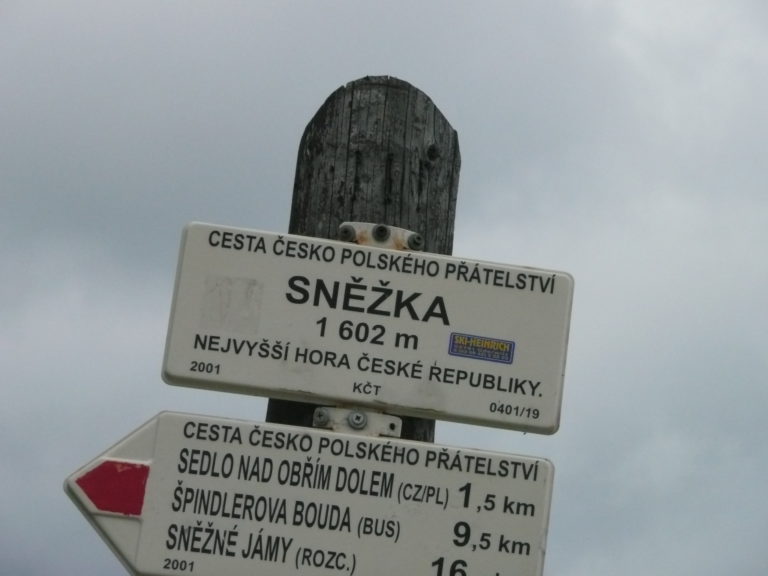 CESTA ČESKO POLSKÉHO PŘÁTELSTVÍ
SNĚŽKA
1 602 m
SKI-HEINRICH
NEJVYŠŠÍ HORA ČESKÉ REPUBLIKY.
2001
KČT
0401/19
CESTA ČESKO POLSKÉHO PŘÁTELSTVÍ
SEDLO NAD OBŘÍM DOLEM (CZ/PL) 1,5 km
ŠPINDLEROVA BOUDA (BUS) 9,5 km
SNĚŽNÉ JÁMY (ROZC.) 16
2001